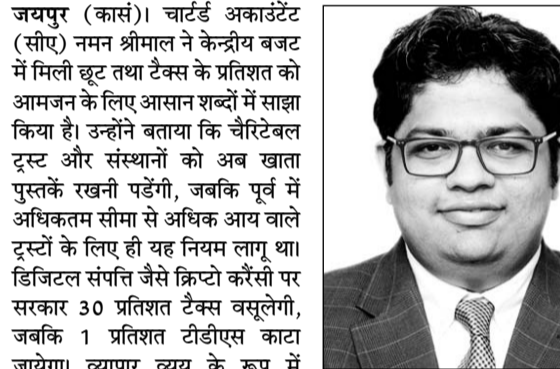 जयपुर (कासं)। चार्टर्ड अकाउंटेंट
(सीए) नमन श्रीमाल ने केन्द्रीय बजट
में मिली छूट तथा टैक्स के प्रतिशत को
आमजन के लिए आसान शब्दों में साझा
किया है। उन्होंने बताया कि चैरिटेबल
ट्रस्ट और संस्थानों को अब खाता
पुस्तकें रखनी पडेंगी, जबकि पूर्व में
अधिकतम सीमा से अधिक आय वाले
ट्रस्टों के लिए ही यह नियम लागू था।
डिजिटल संपत्ति जैसे क्रिप्टो करैंसी पर
सरकार 30 प्रतिशत टैक्स वसूलेगी,
जबकि 1 प्रतिशत टीडीएस काटा
जायेगा। व्यापार व्यय के रूप में